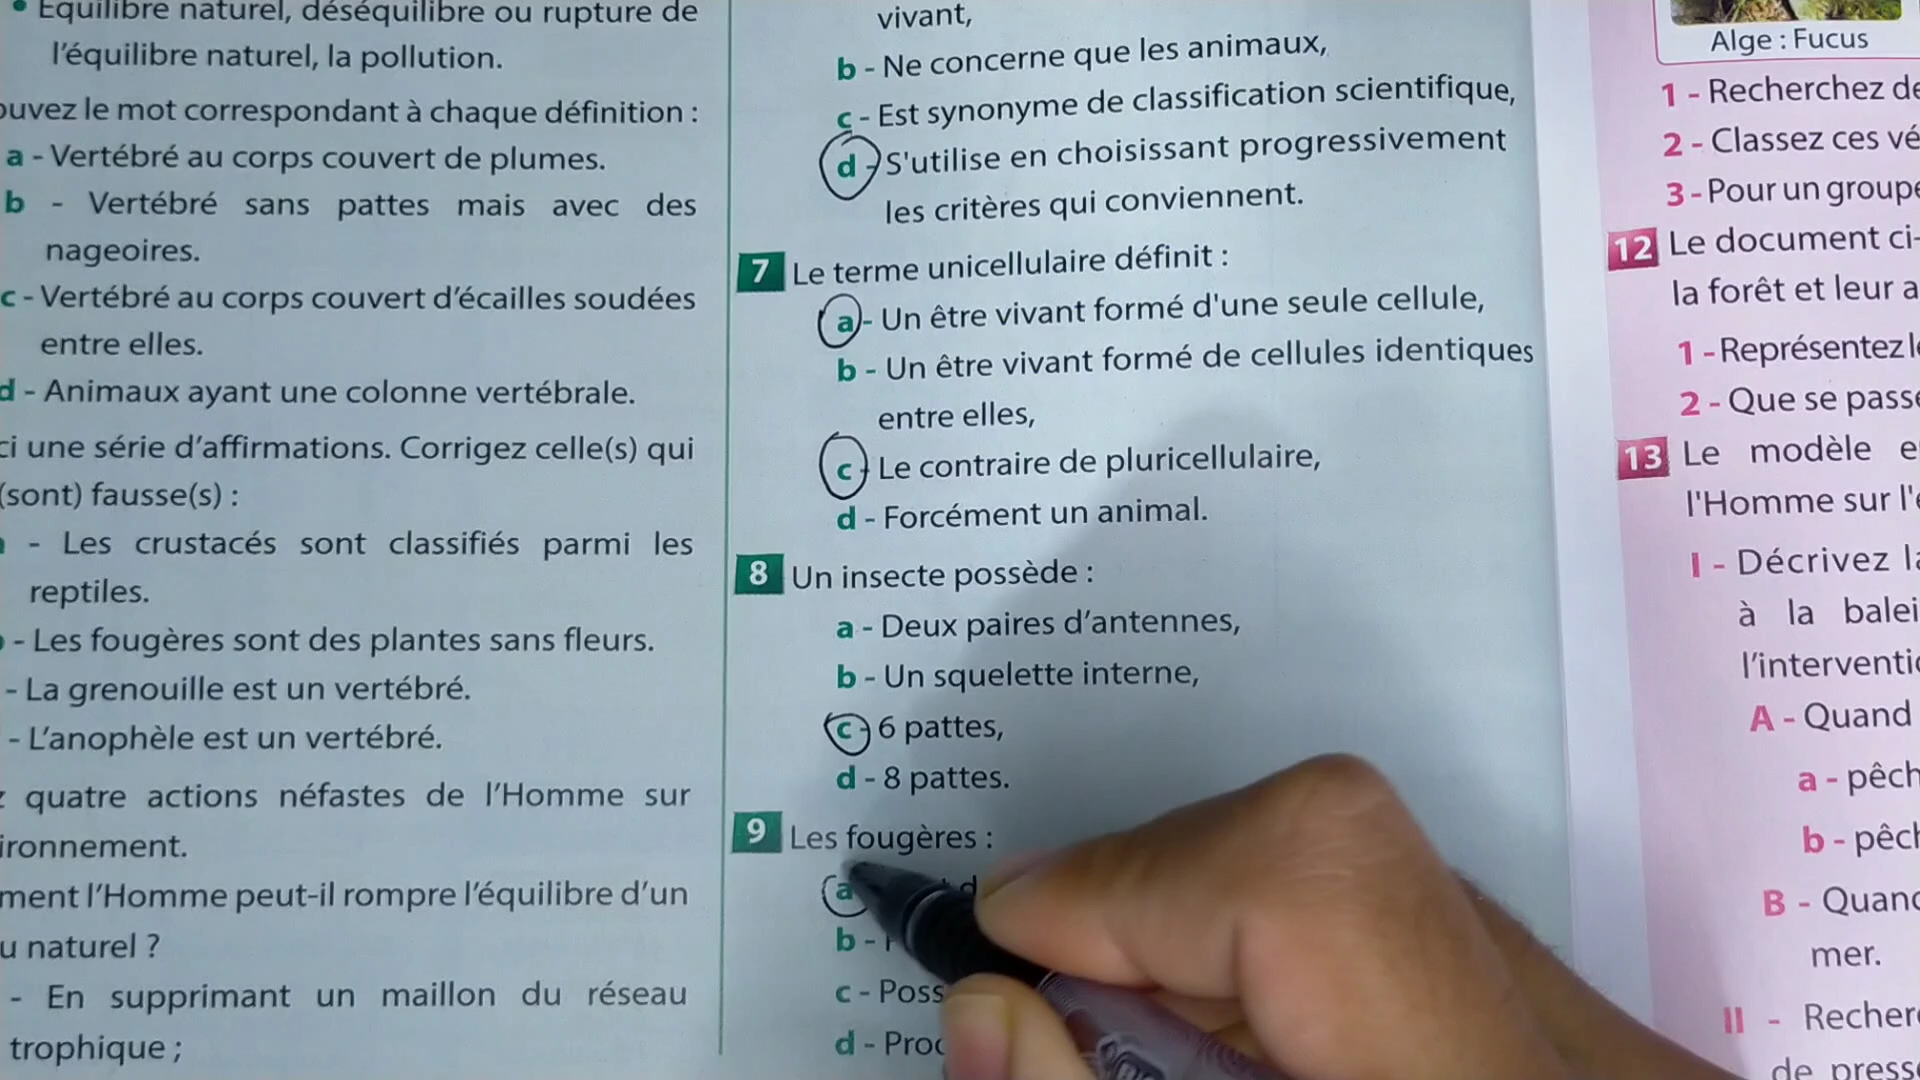 • Equilibre naturel, déséquilibre ou rupture de
l’équilibre naturel, la pollution.
ouvez le mot correspondant à chaque définition :
a - Vertébré au corps couvert de plumes.
b - Vertébré sans pattes mais avec des
nageoires.
c - Vertébré au corps couvert d’écailles soudées
entre elles.
d - Animaux ayant une colonne vertébrale.
ci une série d’affirmations. Corrigez celle(s) qui
(sont) fausse(s) :
- Les crustacés sont classifiés parmi les
reptiles.
- Les fougères sont des plantes sans fleurs.
- La grenouille est un vertébré.
- L’anophèle est un vertébré.
quatre actions néfastes de l’Homme sur
ironnement.
ment l’Homme peut-il rompre l’équilibre d’un
u naturel ?
- En supprimant un maillon du réseau
trophique ;
vivant,
b - Ne concerne que les animaux,
c - Est synonyme de classification scientifique,
d - S'utilise en choisissant progressivement
les critères qui conviennent.
7 Le terme unicellulaire définit :
a - Un être vivant formé d'une seule cellule,
b - Un être vivant formé de cellules identiques
entre elles,
c - Le contraire de pluricellulaire,
d - Forcément un animal.
8 Un insecte possède :
a - Deux paires d’antennes,
b - Un squelette interne,
c - 6 pattes,
d - 8 pattes.
9 Les fougères :
a
b -
c - Poss
d - Proc
Alge : Fucus
1 - Recherchez de
2 - Classez ces vé
3 - Pour un groupe
12 Le document ci-
la forêt et leur a
1 - Représentez le
2 - Que se passe
13 Le modèle e
l'Homme sur l'é
I - Décrivez la
à la balei
l’interventio
A - Quand
a - pêch
b - pêch
B - Quand
mer.
II - Recher
de presse